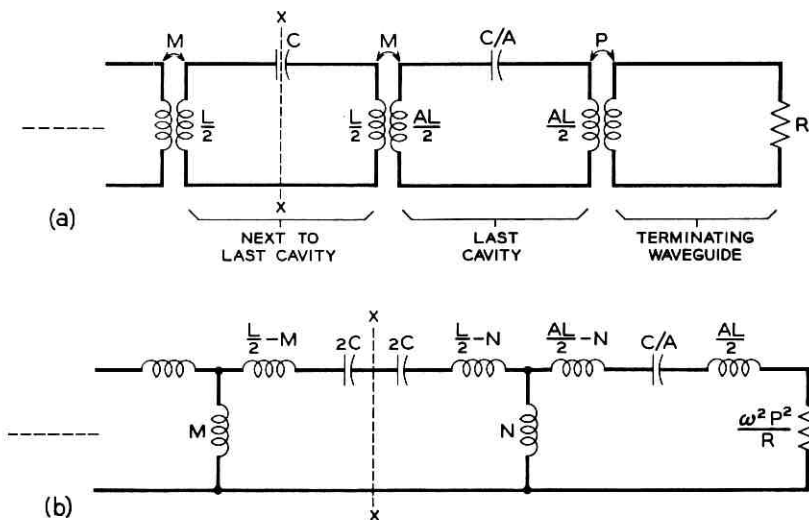 X
M C M C/A P
L/2 L/2 AL/2 AL/2 R
X
(a)
NEXT TO LAST CAVITY
LAST CAVITY
TERMINATING WAVEGUIDE
X
L/2 -M 2C 2C L/2 -N AL/2 -N C/A AL/2
M N ω²P²/R
(b)
X